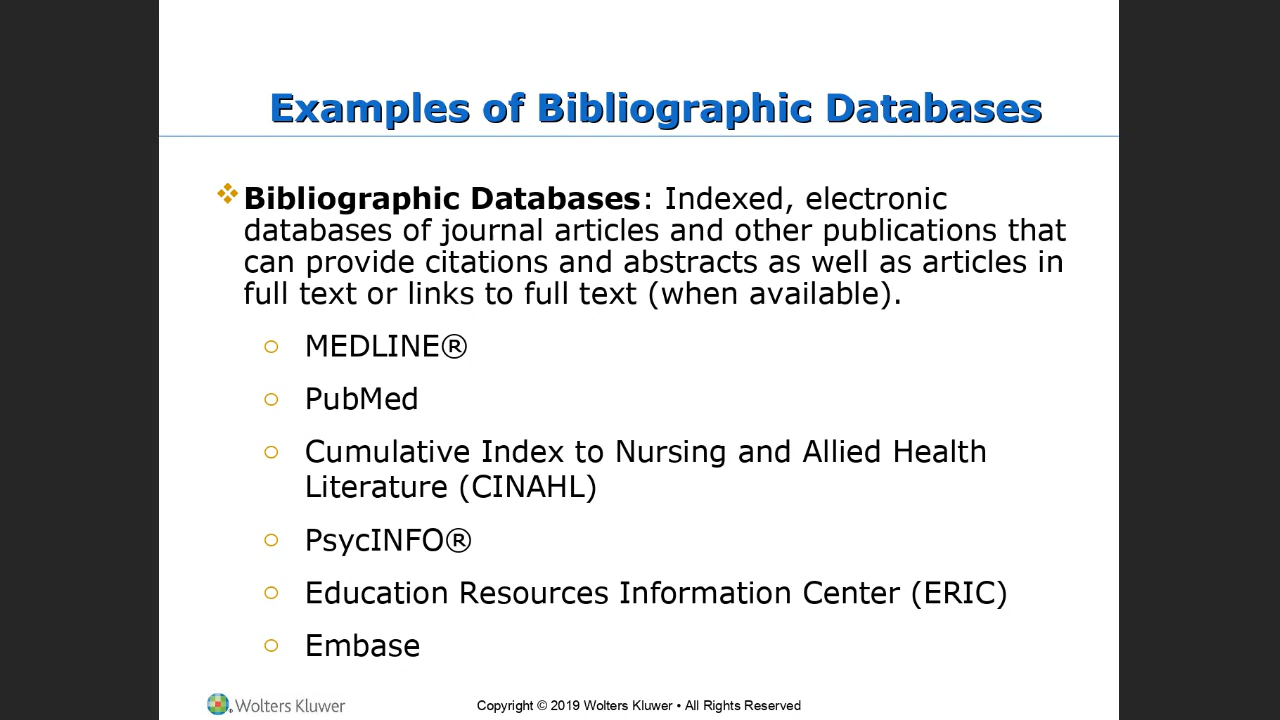 Examples of Bibliographic Databases
Bibliographic Databases: Indexed, electronic
databases of journal articles and other publications that
can provide citations and abstracts as well as articles in
full text or links to full text (when available).
MEDLINE®
PubMed
Cumulative Index to Nursing and Allied Health
Literature (CINAHL)
PsycINFO®
Education Resources Information Center (ERIC)
Embase
Wolters Kluwer
Copyright © 2019 Wolters Kluwer • All Rights Reserved